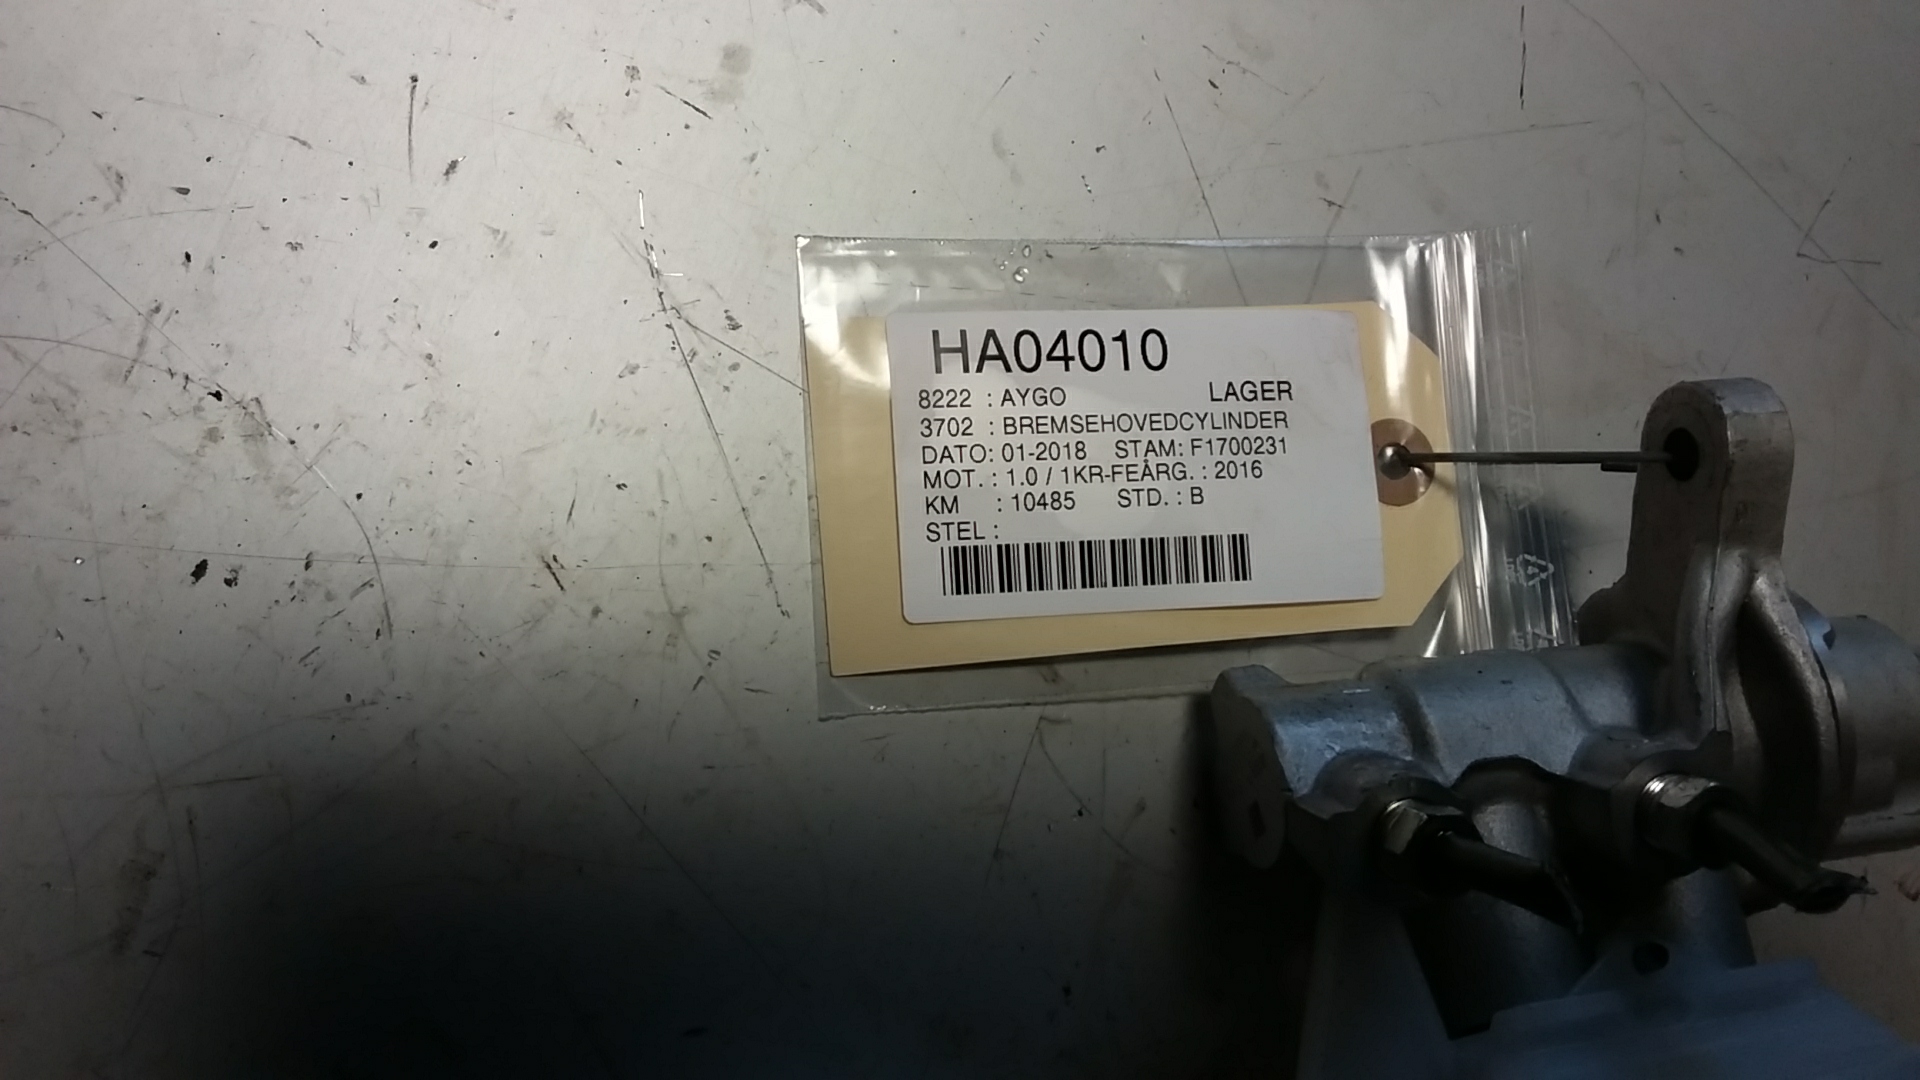 HA04010
8222 : AYGO LAGER
3702 : BREMSEHOVEDCYLINDER
DATO: 01-2018 STAM: F1700231
MOT. : 1.0 / 1KR-FEÅRG. : 2016
KM : 10485 STD. : B
STEL :